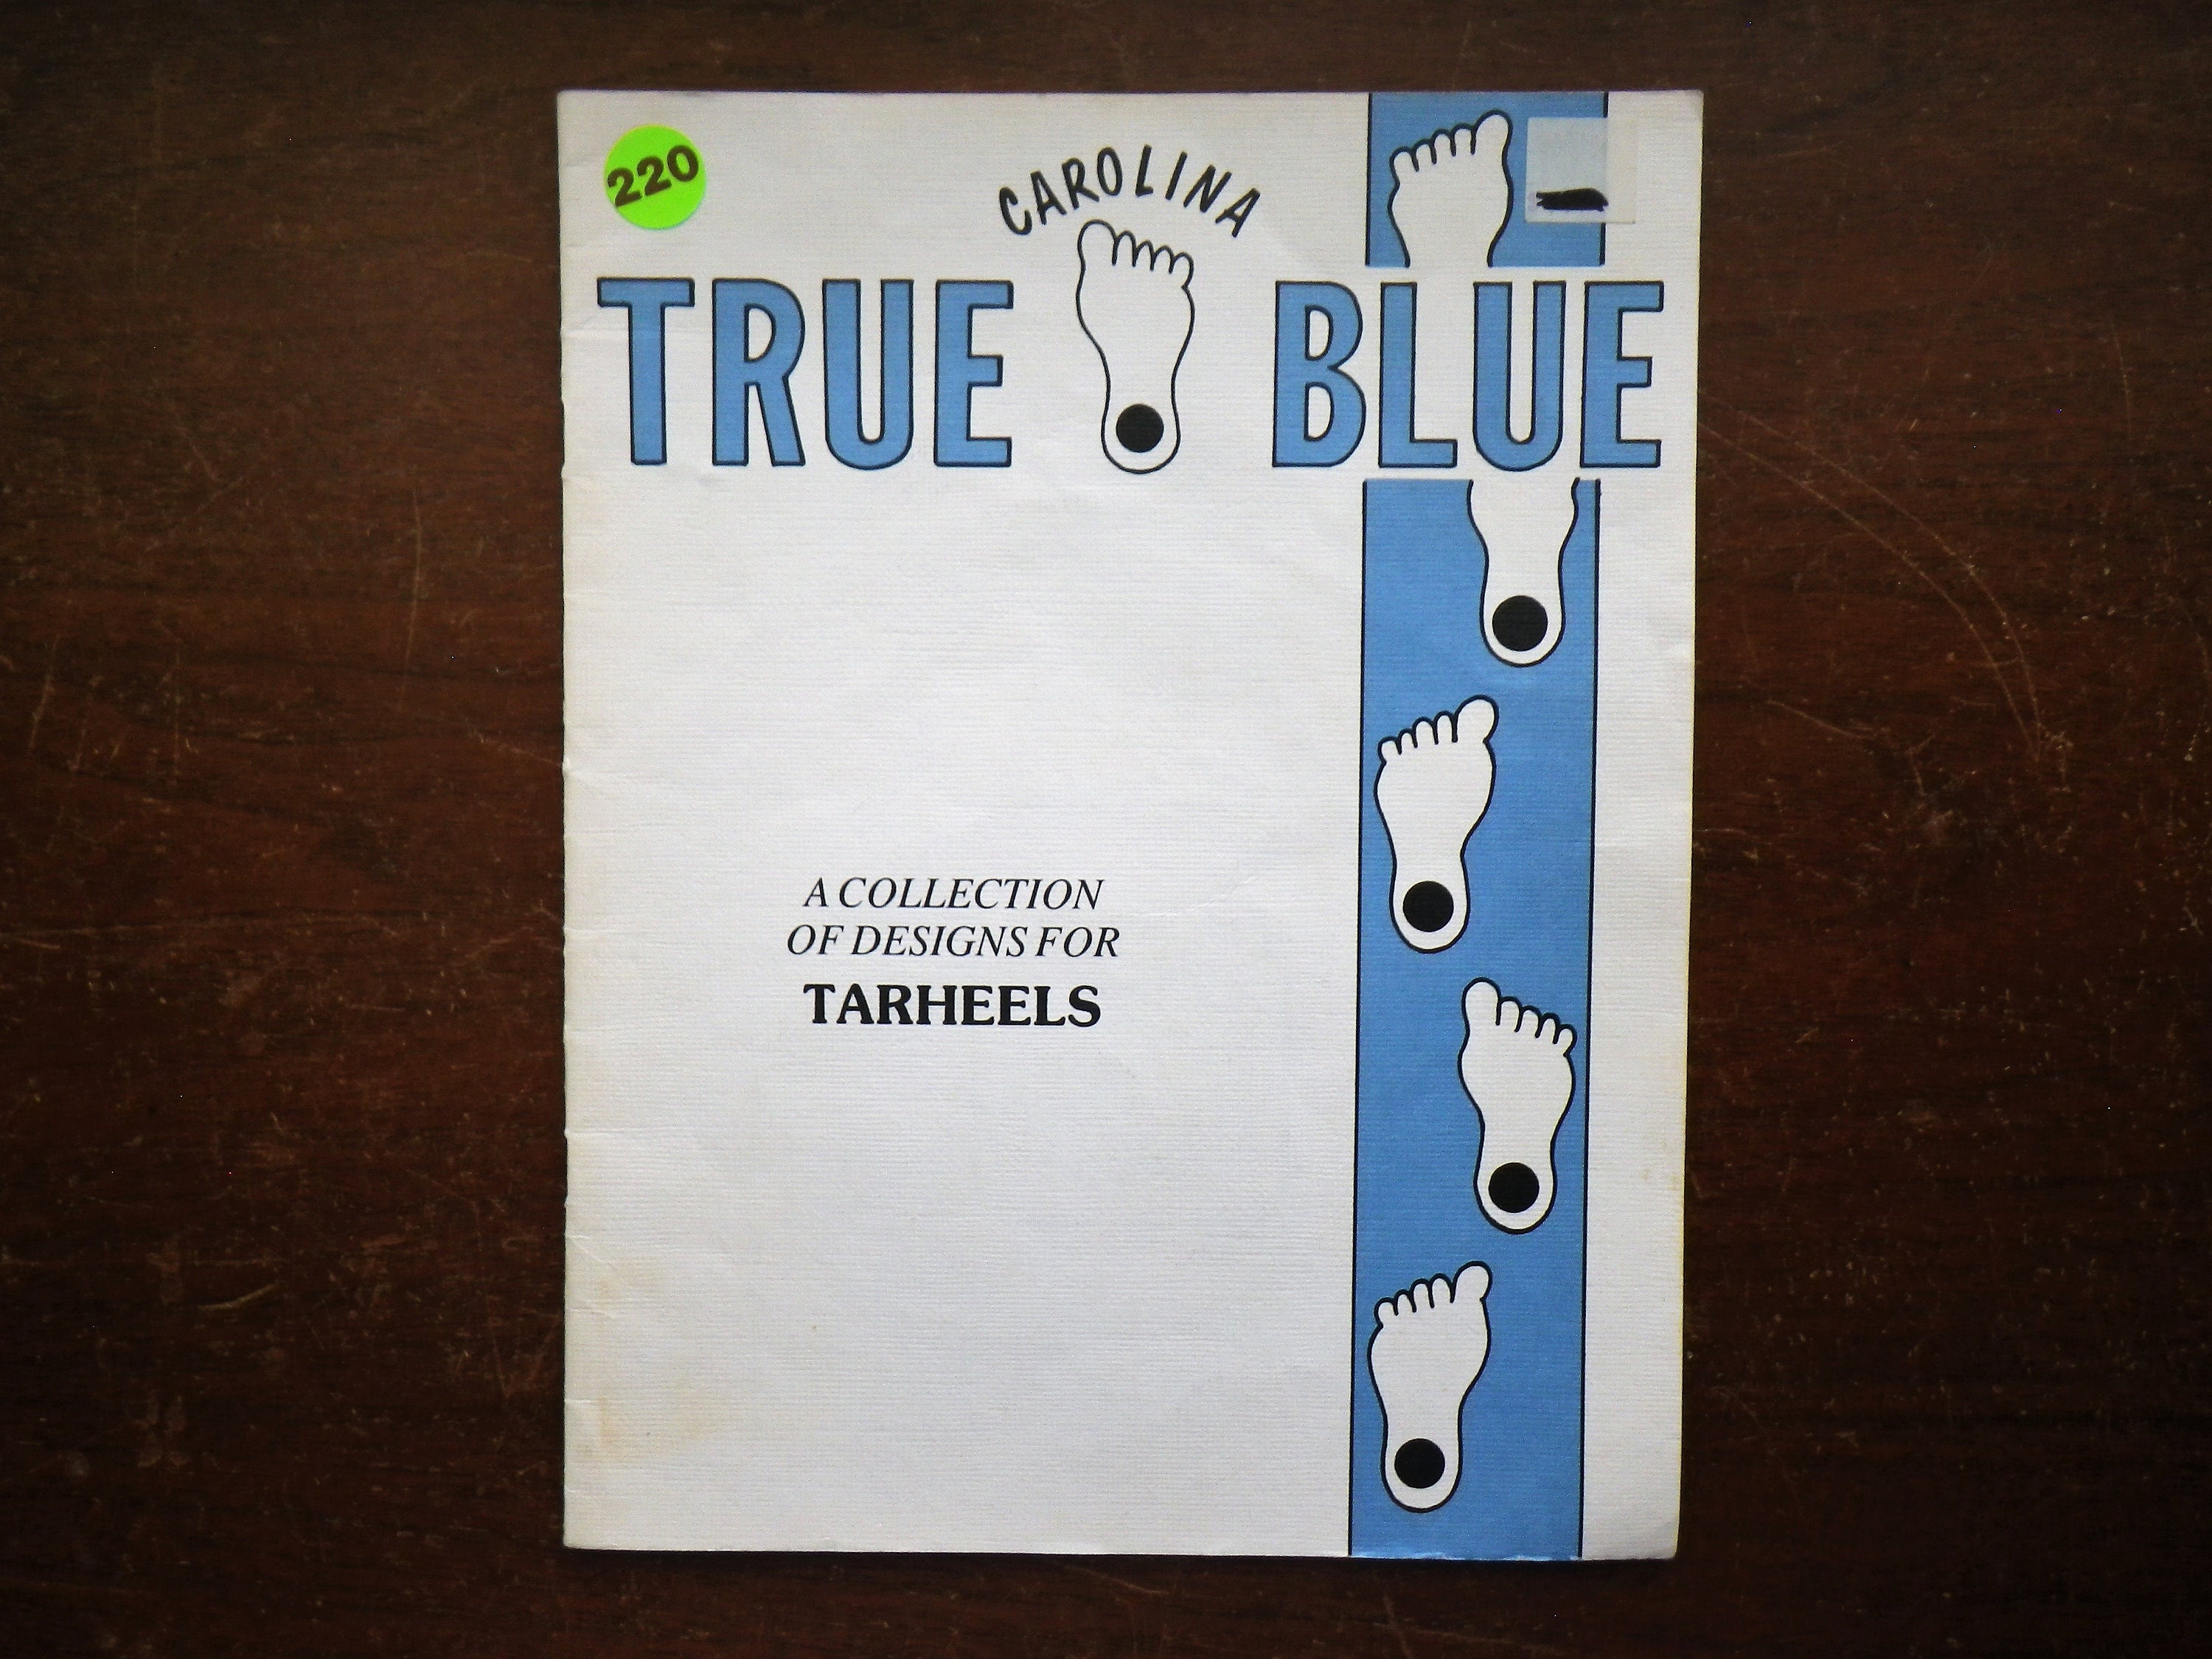 220
CAROLINA
TRUE BLUE
A COLLECTION
OF DESIGNS FOR
TARHEELS